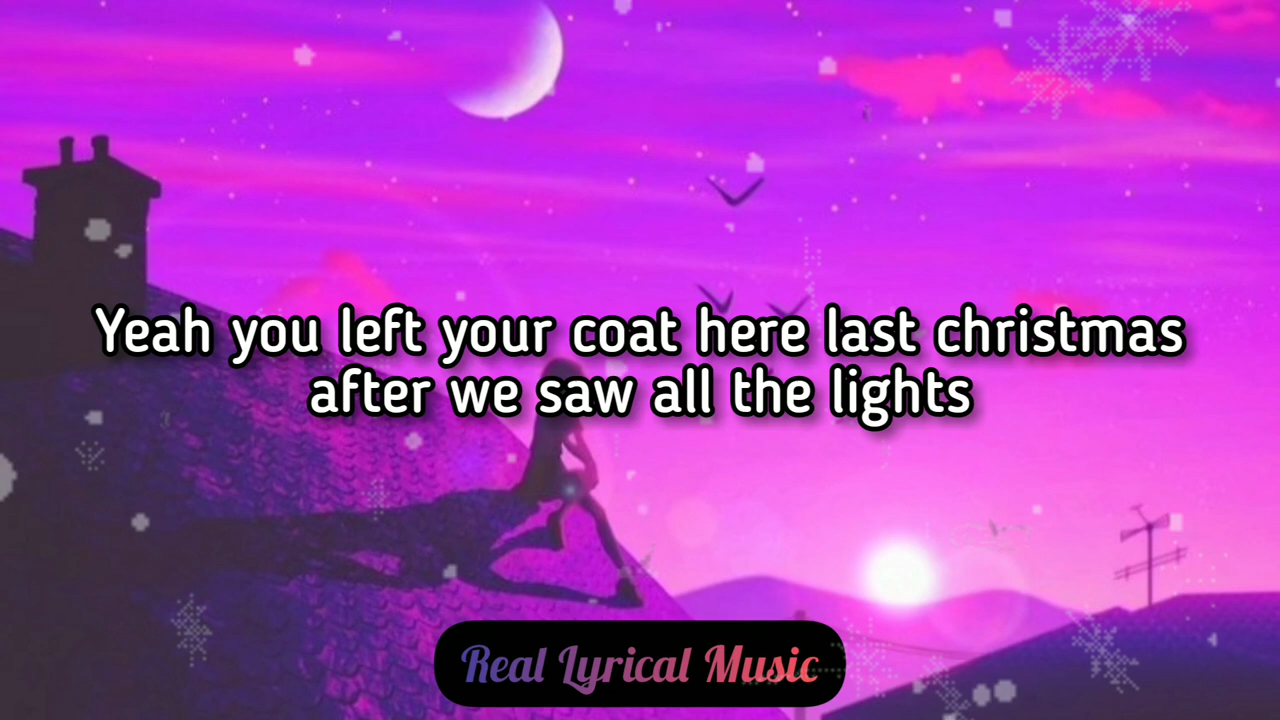 Yeah you left your coat here last christmas
after we saw all the lights
Real Lyrical Music